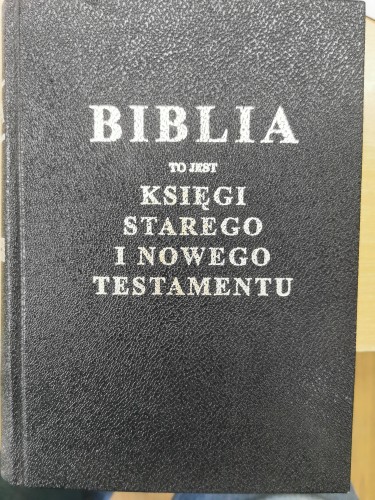 BIBLIA
TO JEST
KSIĘGI
STAREGO
I NOWEGO
TESTAMENTU